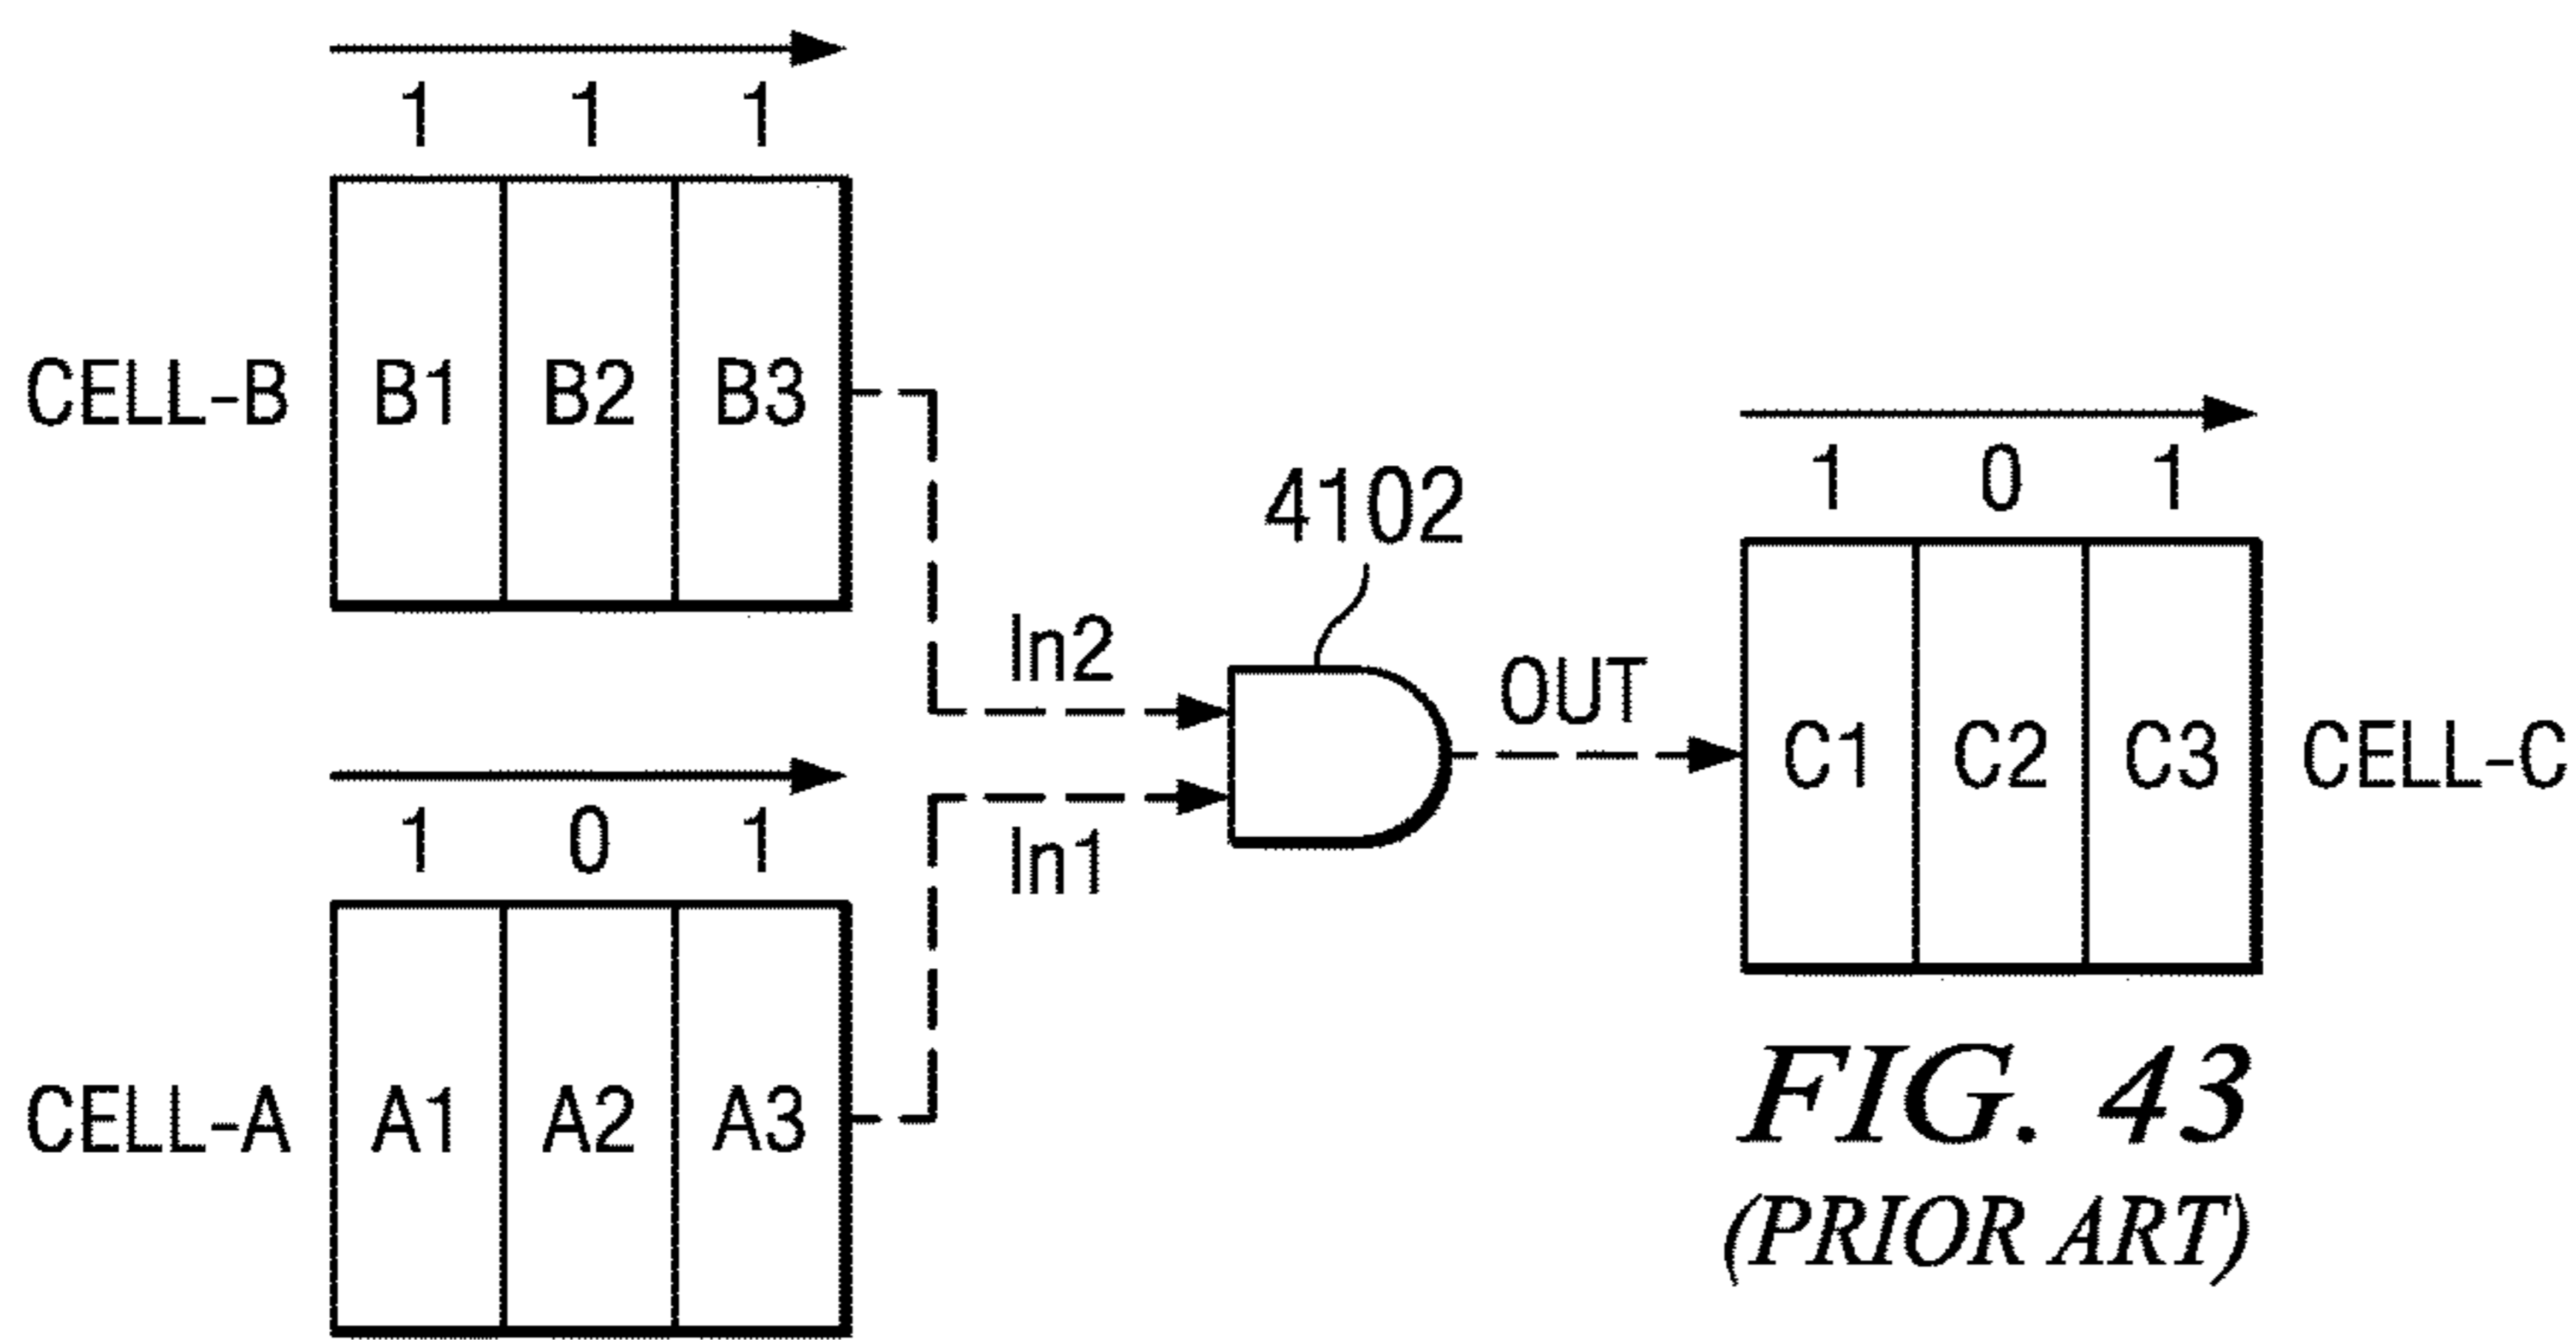 1 1 1
CELL-B B1 B2 B3
In2
4102
OUT
1 0 1
C1 C2 C3 CELL-C
1 0 1
In1
CELL-A A1 A2 A3
FIG. 43
(PRIOR ART)